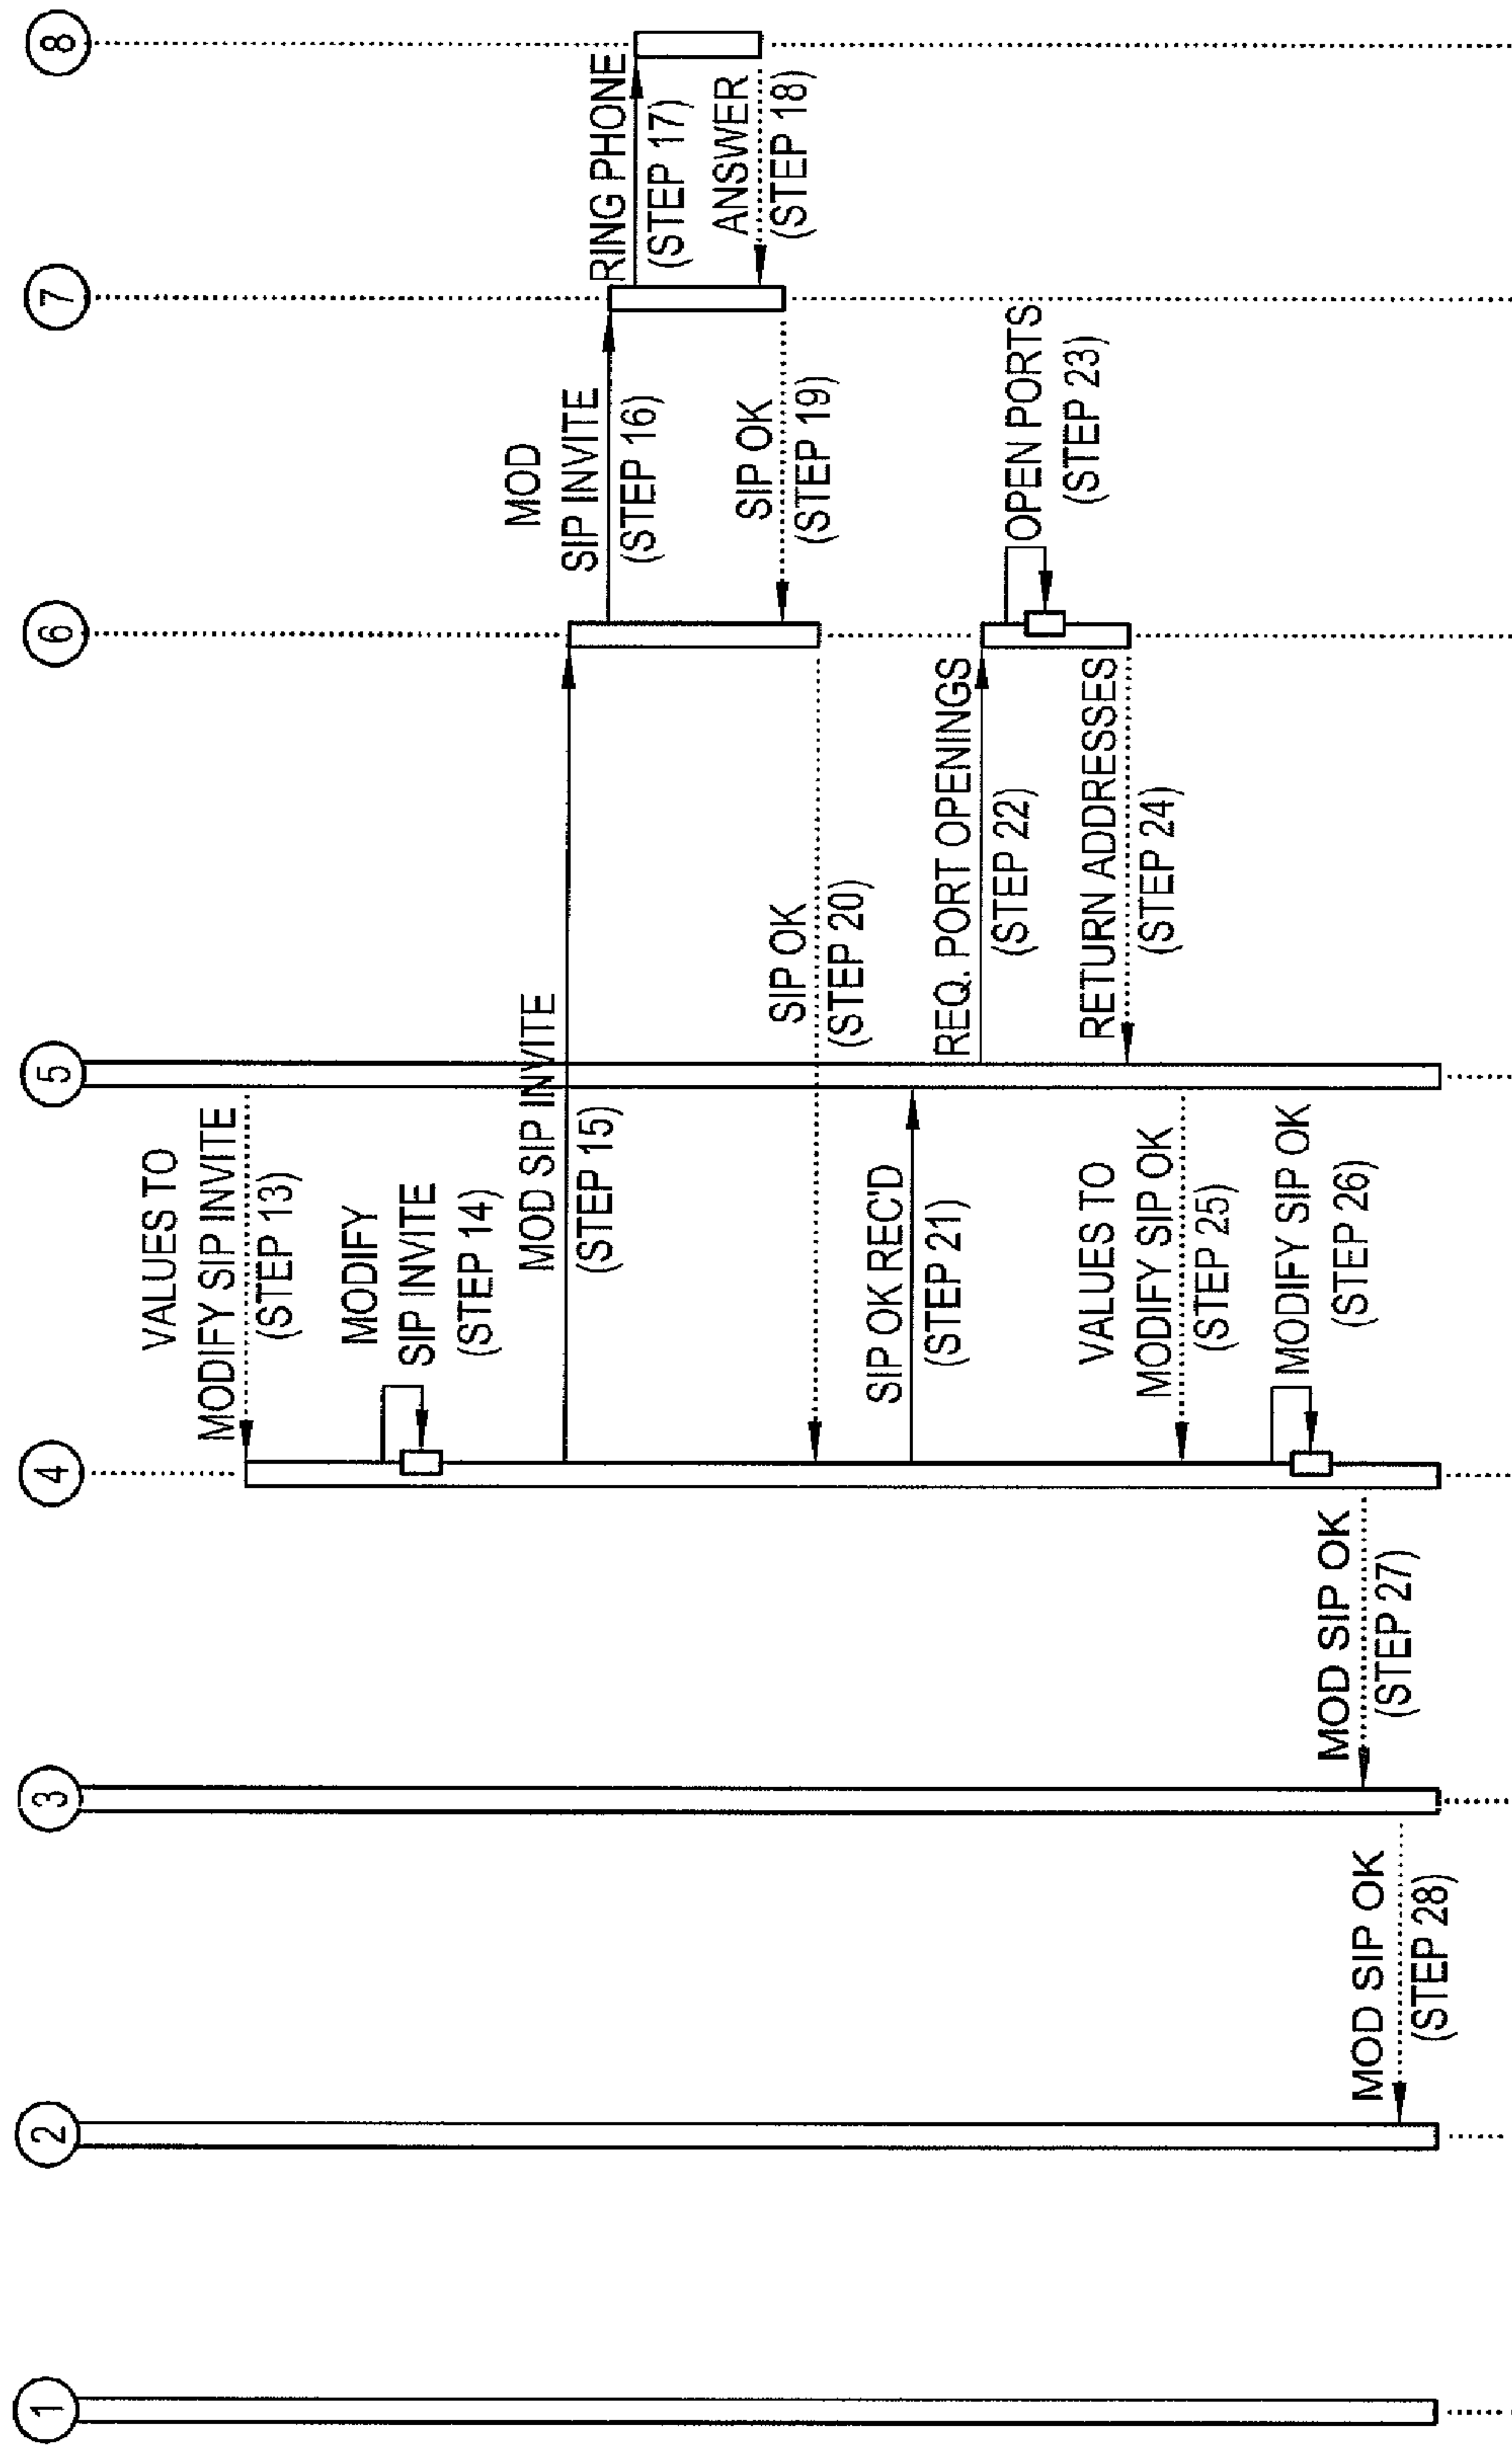 1
2
3
4
5
6
7
8
VALUES TO
MODIFY SIP INVITE
(STEP 13)
MODIFY
SIP INVITE
(STEP 14)
MOD SIP INVITE
(STEP 15)
MOD
SIP INVITE
(STEP 16)
RING PHONE
(STEP 17)
ANSWER
(STEP 18)
SIP OK
(STEP 19)
SIP OK
(STEP 20)
SIP OK REC'D
(STEP 21)
REQ. PORT OPENINGS
(STEP 22)
OPEN PORTS
(STEP 23)
RETURN ADDRESSES
(STEP 24)
VALUES TO
MODIFY SIP OK
(STEP 25)
MODIFY SIP OK
(STEP 26)
MOD SIP OK
(STEP 27)
MOD SIP OK
(STEP 28)